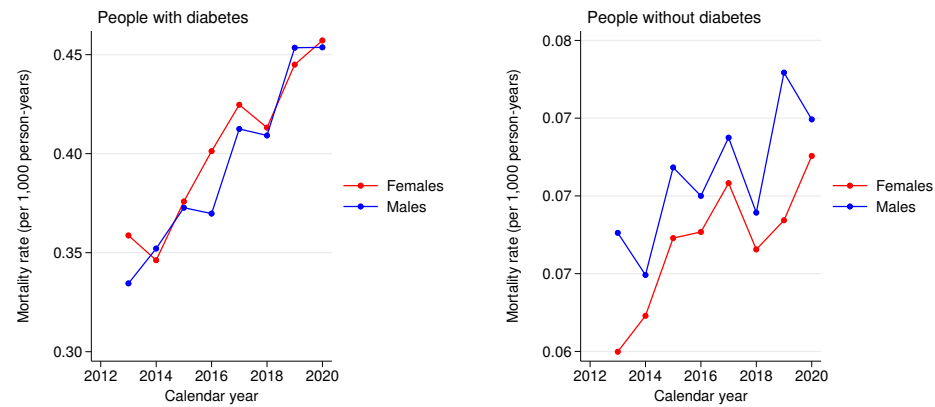 People with diabetes
Mortality rate (per 1,000 person-years)
0.45
0.40
0.35
0.30
2012 2014 2016 2018 2020
Calendar year
Females
Males
People without diabetes
Mortality rate (per 1,000 person-years)
0.08
0.07
0.07
0.07
0.06
2012 2014 2016 2018 2020
Calendar year
Females
Males